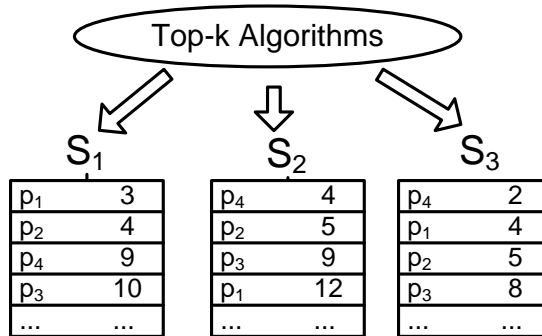 Top-k Algorithms
S₁
p₁ 3
p₂ 4
p₄ 9
p₃ 10
... ...
S₂
p₄ 4
p₂ 5
p₃ 9
p₁ 12
... ...
S₃
p₄ 2
p₁ 4
p₂ 5
p₃ 8
... ...